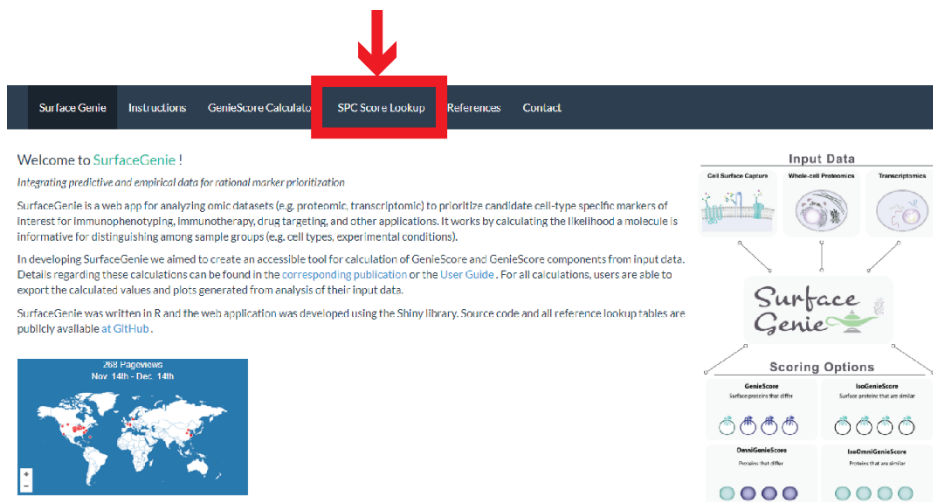 Surface Genie Instructions GenieScore Calculato SPC Score Lookup References Contact
Welcome to SurfaceGenie !
Integrating predictive and empirical data for rational marker prioritization
SurfaceGenie is a web app for analyzing omic datasets (e.g. proteomic, transcriptomic) to prioritize candidate cell-type specific markers of
interest for immunophenotyping, immunotherapy, drug targeting, and other applications. It works by calculating the likelihood a molecule is
informative for distinguishing among sample groups (e.g. cell types, experimental conditions).
In developing SurfaceGenie we aimed to create an accessible tool for calculation of GenieScore and GenieScore components from input data.
Details regarding these calculations can be found in the corresponding publication or the User Guide . For all calculations, users are able to
export the calculated values and plots generated from analysis of their input data.
SurfaceGenie was written in R and the web application was developed using the Shiny library. Source code and all reference lookup tables are
publicly available at GitHub .
268 Pageviews
Nov. 14th - Dec. 14th
+
−
Input Data
Cell Surface Capture Whole-cell Proteomics Transcriptomics
Surface
Genie
Scoring Options
GenieScore IsoGenieScore
Surface proteins that differ Surface proteins that are similar
OmniGenieScore IsoOmniGenieScore
Proteins that differ Proteins that are similar